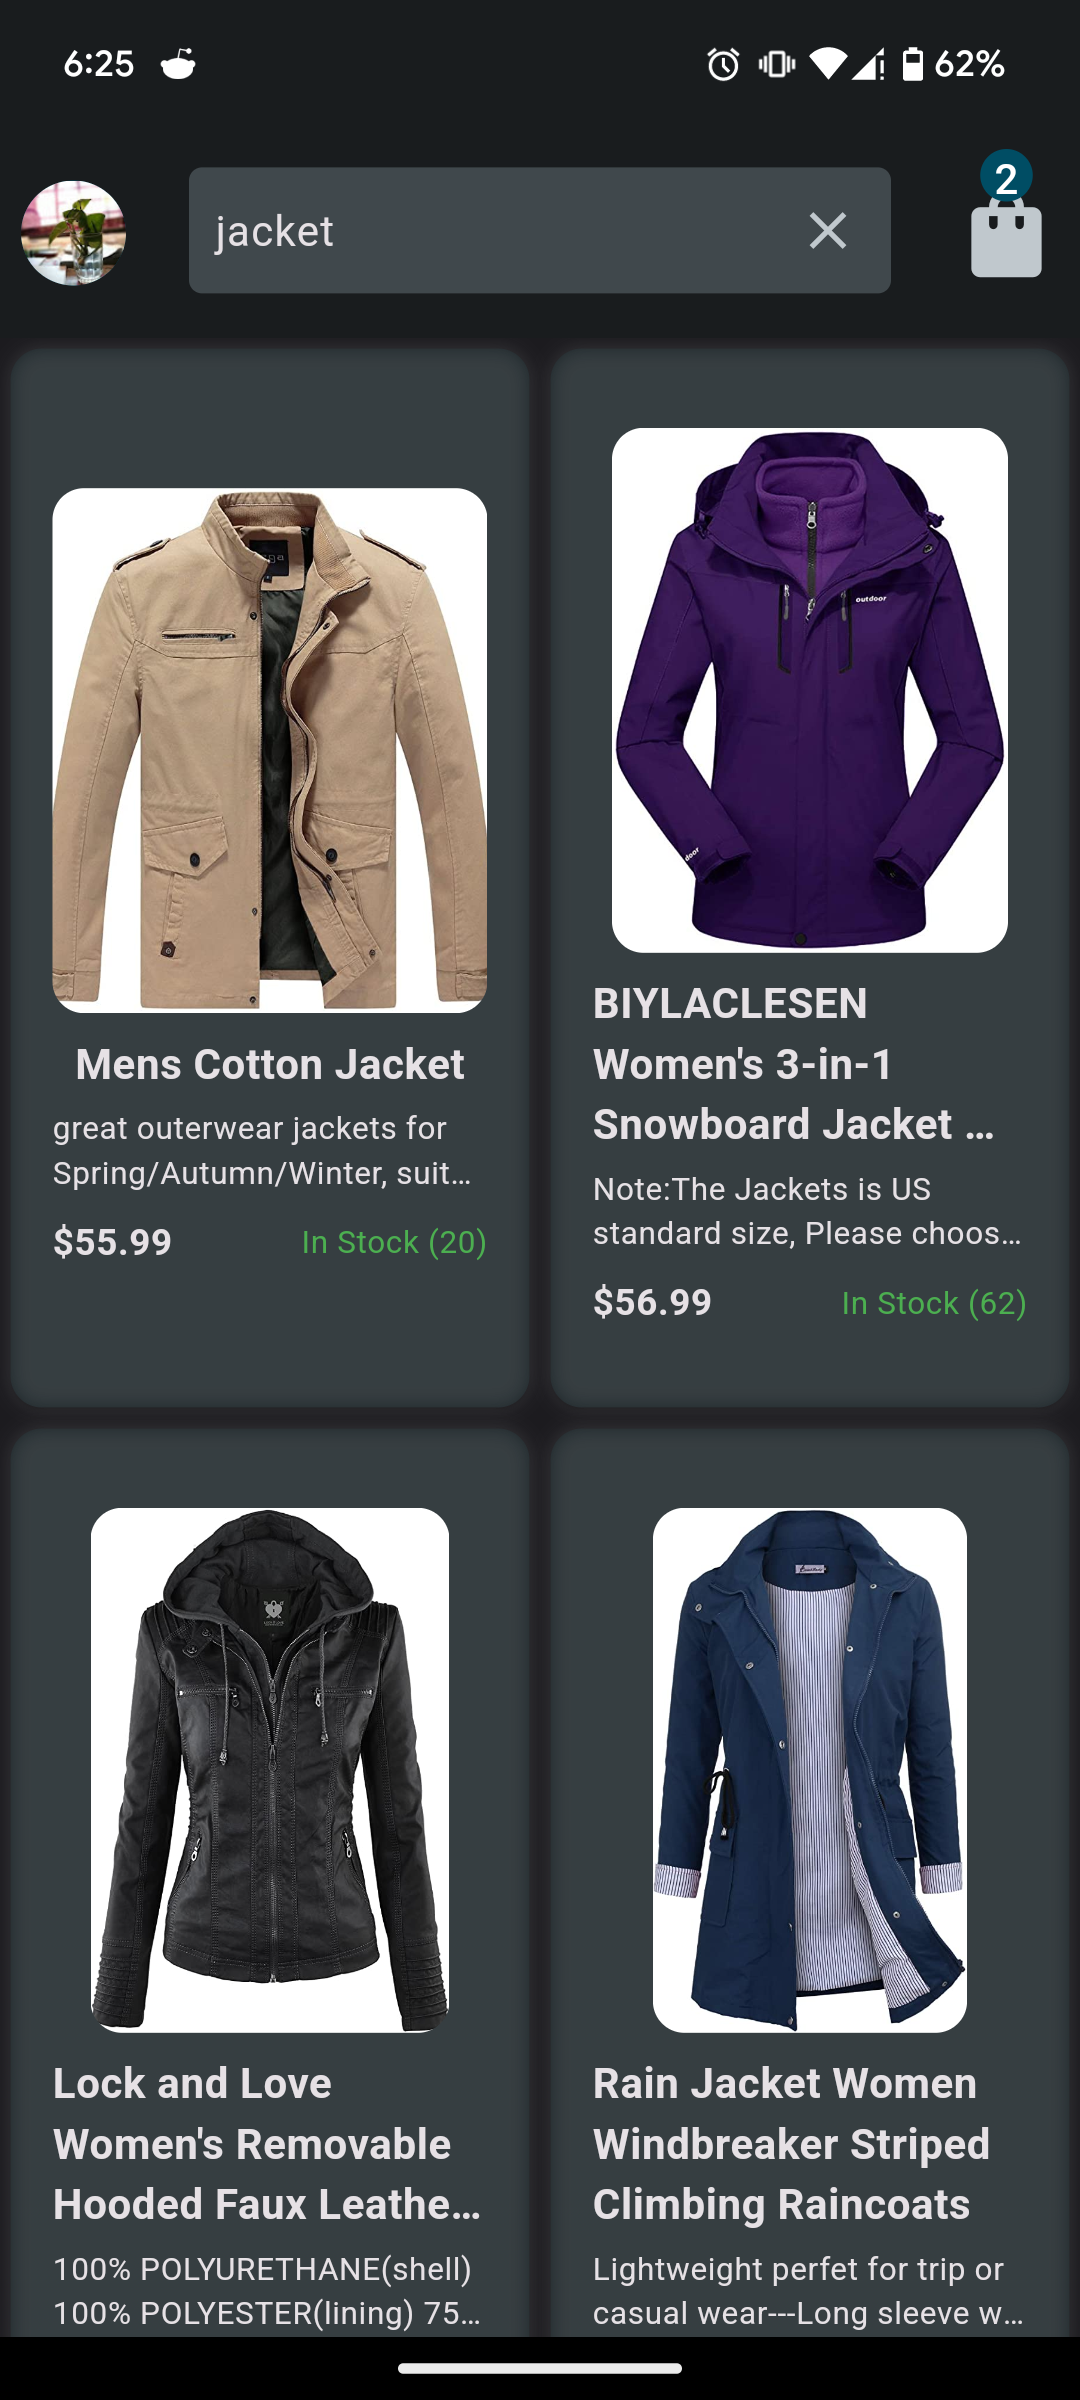 6:25
62%
jacket
2
outdoor
door
Mens Cotton Jacket
great outerwear jackets for
Spring/Autumn/Winter, suit…
$55.99
In Stock (20)
BIYLACLESEN
Women's 3-in-1
Snowboard Jacket …
Note:The Jackets is US
standard size, Please choos…
$56.99
In Stock (62)
Lock and Love
Women's Removable
Hooded Faux Leathe…
100% POLYURETHANE(shell)
100% POLYESTER(lining) 75…
Rain Jacket Women
Windbreaker Striped
Climbing Raincoats
Lightweight perfet for trip or
casual wear---Long sleeve w…